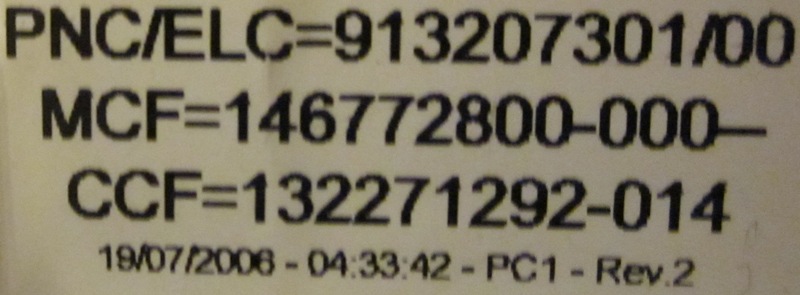 PNC/ELC=913207301/00
MCF=146772800-000--
CCF=132271292-014
19/07/2006 - 04:33:42 - PC1 - Rev.2